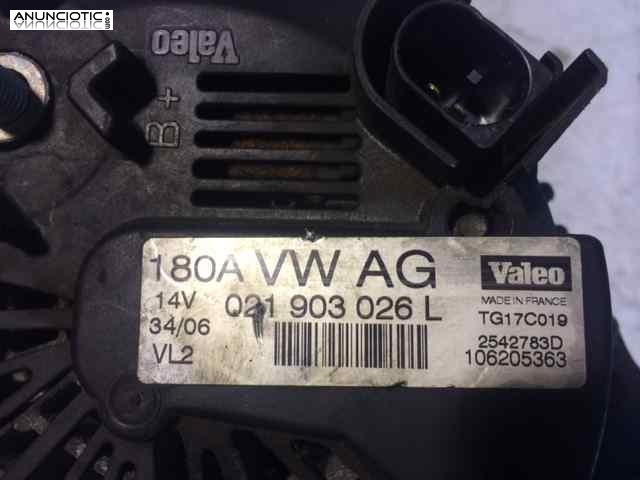 ANUNCIOTIC.com
Valeo
B+
180A VW AG
14V 021 903 026 L
34/06
VL2
Valeo
MADE IN FRANCE
TG17C019
2542783D
106205363